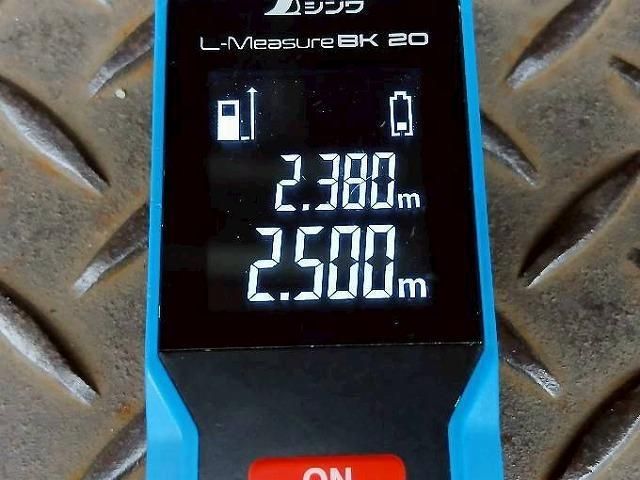 シンワ
L-Measure BK 20
2.380m
2.500m
ON